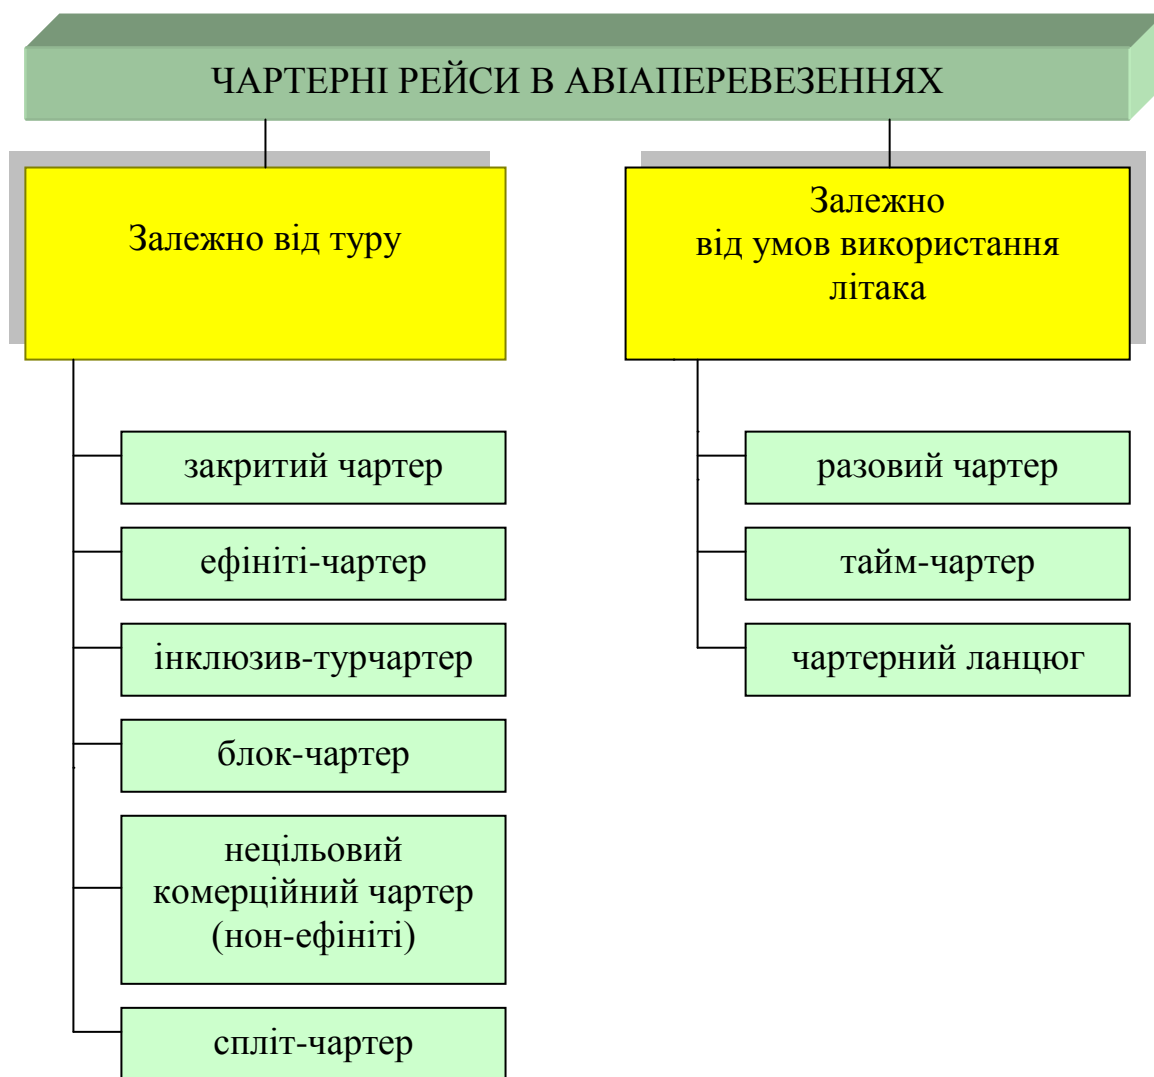 ЧАРТЕРНІ РЕЙСИ В АВІАПЕРЕВЕЗЕННЯХ
Залежно від туру
Залежно
від умов використання
літака
закритий чартер
ефініті-чартер
інклюзив-турчартер
блок-чартер
нецільовий
комерційний чартер
(нон-ефініті)
спліт-чартер
разовий чартер
тайм-чартер
чартерний ланцюг